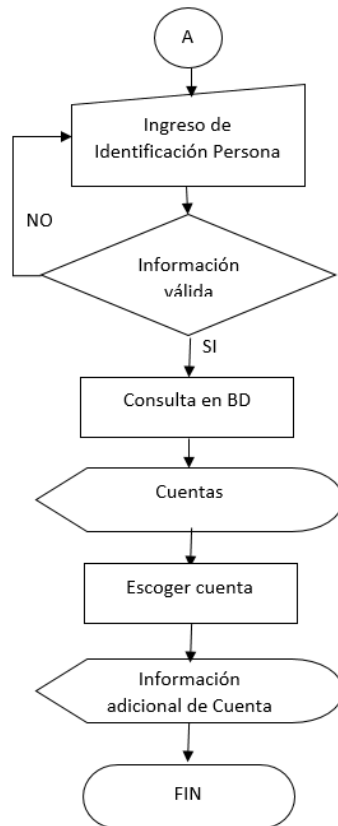 A
Ingreso de
Identificación Persona
NO
Información
válida
SI
Consulta en BD
Cuentas
Escoger cuenta
Información
adicional de Cuenta
FIN